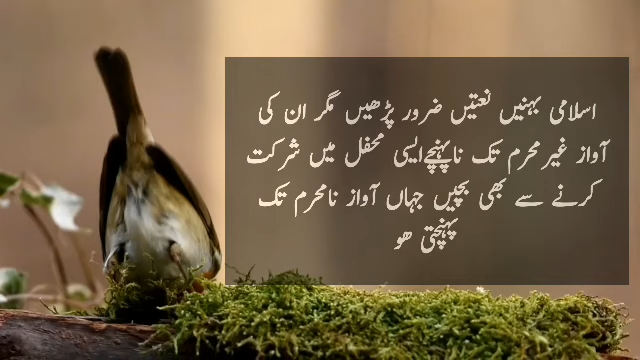 اسلامی بہنیں نعتیں ضرور پڑھیں مگر ان کی
آواز غیر محرم تک نا پہنچے ایسی محفل میں شرکت
کرنے سے بھی بچیں جہاں آواز نامحرم تک
پہنچتی ھو